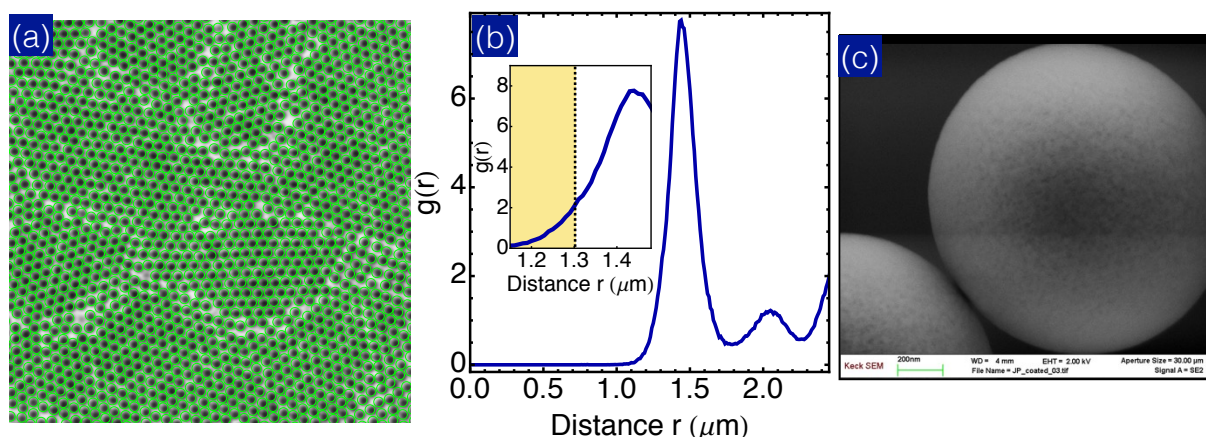 (a)
(b)
(c)
g(r)
6
4
2
0
0.0 0.5 1.0 1.5 2.0
Distance r (μm)
g(r)
8
6
4
2
0
1.2 1.3 1.4
Distance r (μm)
Keck SEM
200nm
WD = 4 mm
EHT = 2.00 kV
Aperture Size = 30.00 μm
File Name = JP_coated_03.tif
Signal A = SE2